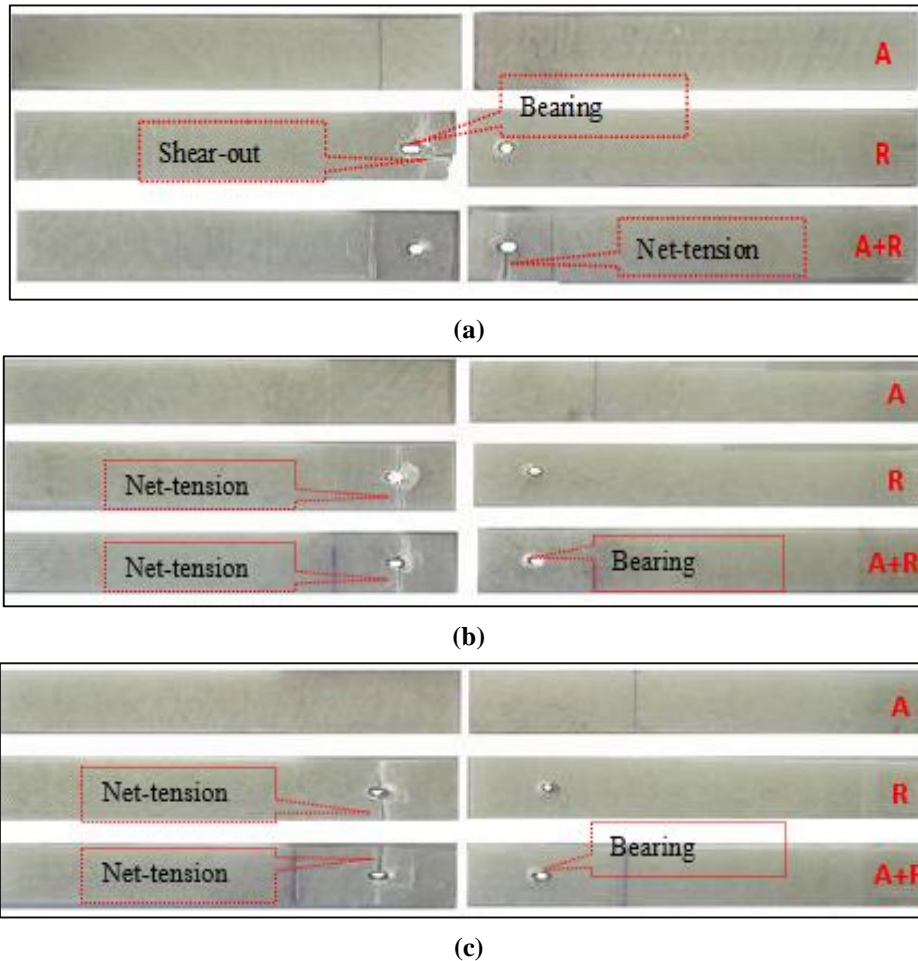 A
Bearing
Shear-out
R
Net-tension
A+R
(a)
A
Net-tension
R
Net-tension
Bearing
A+R
(b)
A
Net-tension
R
Net-tension
Bearing
A+R
(c)